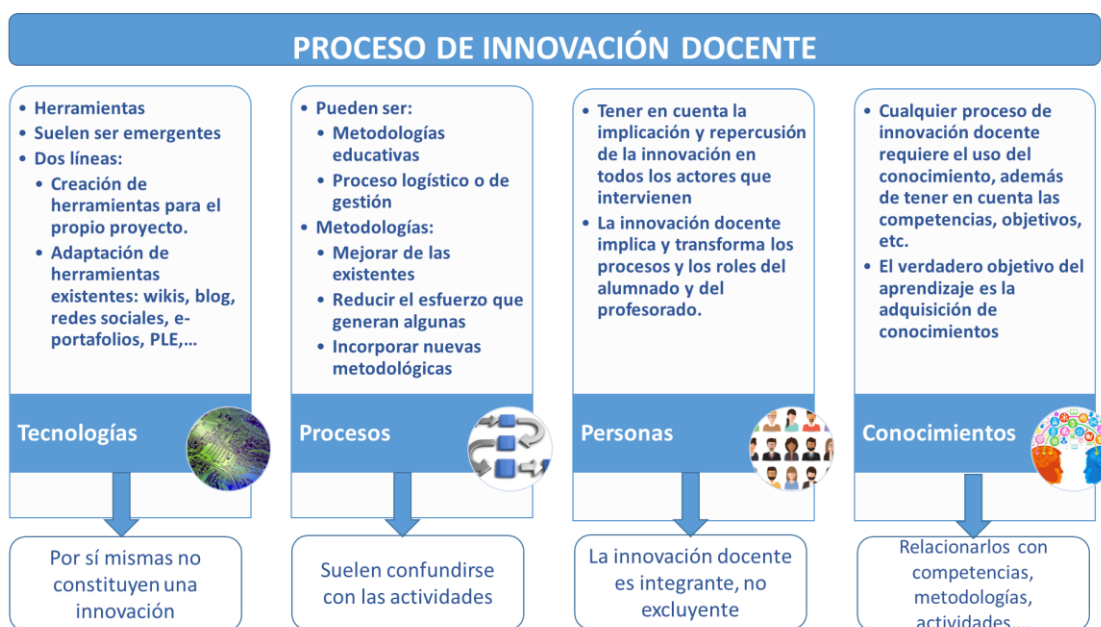 PROCESO DE INNOVACIÓN DOCENTE
• Herramientas
• Suelen ser emergentes
• Dos líneas:
• Creación de
herramientas para el
propio proyecto.
• Adaptación de
herramientas
existentes: wikis, blog,
redes sociales, e-
portafolios, PLE,...
Tecnologías
Por sí mismas no
constituyen una
innovación
• Pueden ser:
• Metodologías
educativas
• Proceso logístico o de
gestión
• Metodologías:
• Mejorar de las
existentes
• Reducir el esfuerzo que
generan algunas
• Incorporar nuevas
metodológicas
Procesos
Suelen confundirse
con las actividades
• Tener en cuenta la
implicación y repercusión
de la innovación en
todos los actores que
intervienen
• La innovación docente
implica y transforma los
procesos y los roles del
alumnado y del
profesorado.
Personas
La innovación docente
es integrante, no
excluyente
• Cualquier proceso de
innovación docente
requiere el uso del
conocimiento, además
de tener en cuenta las
competencias, objetivos,
etc.
• El verdadero objetivo del
aprendizaje es la
adquisición de
conocimientos
Conocimientos
Relacionarlos con
competencias,
metodologías,
actividades....